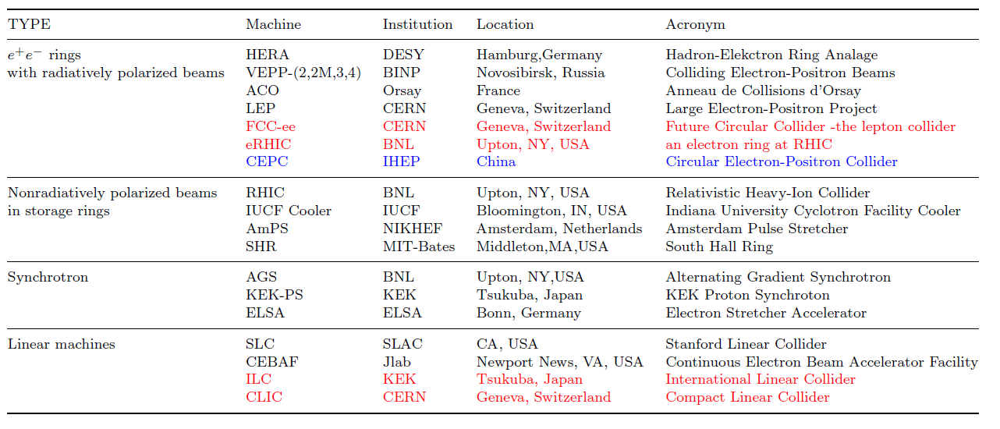 TYPE Machine Institution Location Acronym
e+e− rings HERA DESY Hamburg,Germany Hadron-Elekctron Ring Analage
with radiatively polarized beams VEPP-(2,2M,3,4) BINP Novosibirsk, Russia Colliding Electron-Positron Beams
ACO Orsay France Anneau de Collisions d'Orsay
LEP CERN Geneva, Switzerland Large Electron-Positron Project
FCC-ee CERN Geneva, Switzerland Future Circular Collider -the lepton collider
eRHIC BNL Upton, NY, USA an electron ring at RHIC
CEPC IHEP China Circular Electron-Positron Collider
Nonradiatively polarized beams RHIC BNL Upton, NY, USA Relativistic Heavy-Ion Collider
in storage rings IUCF Cooler IUCF Bloomington, IN, USA Indiana University Cyclotron Facility Cooler
AmPS NIKHEF Amsterdam, Netherlands Amsterdam Pulse Stretcher
SHR MIT-Bates Middleton,MA,USA South Hall Ring
Synchrotron AGS BNL Upton, NY,USA Alternating Gradient Synchrotron
KEK-PS KEK Tsukuba, Japan KEK Proton Synchroton
ELSA ELSA Bonn, Germany Electron Stretcher Accelerator
Linear machines SLC SLAC CA, USA Stanford Linear Collider
CEBAF Jlab Newport News, VA, USA Continuous Electron Beam Accelerator Facility
ILC KEK Tsukuba, Japan International Linear Collider
CLIC CERN Geneva, Switzerland Compact Linear Collider